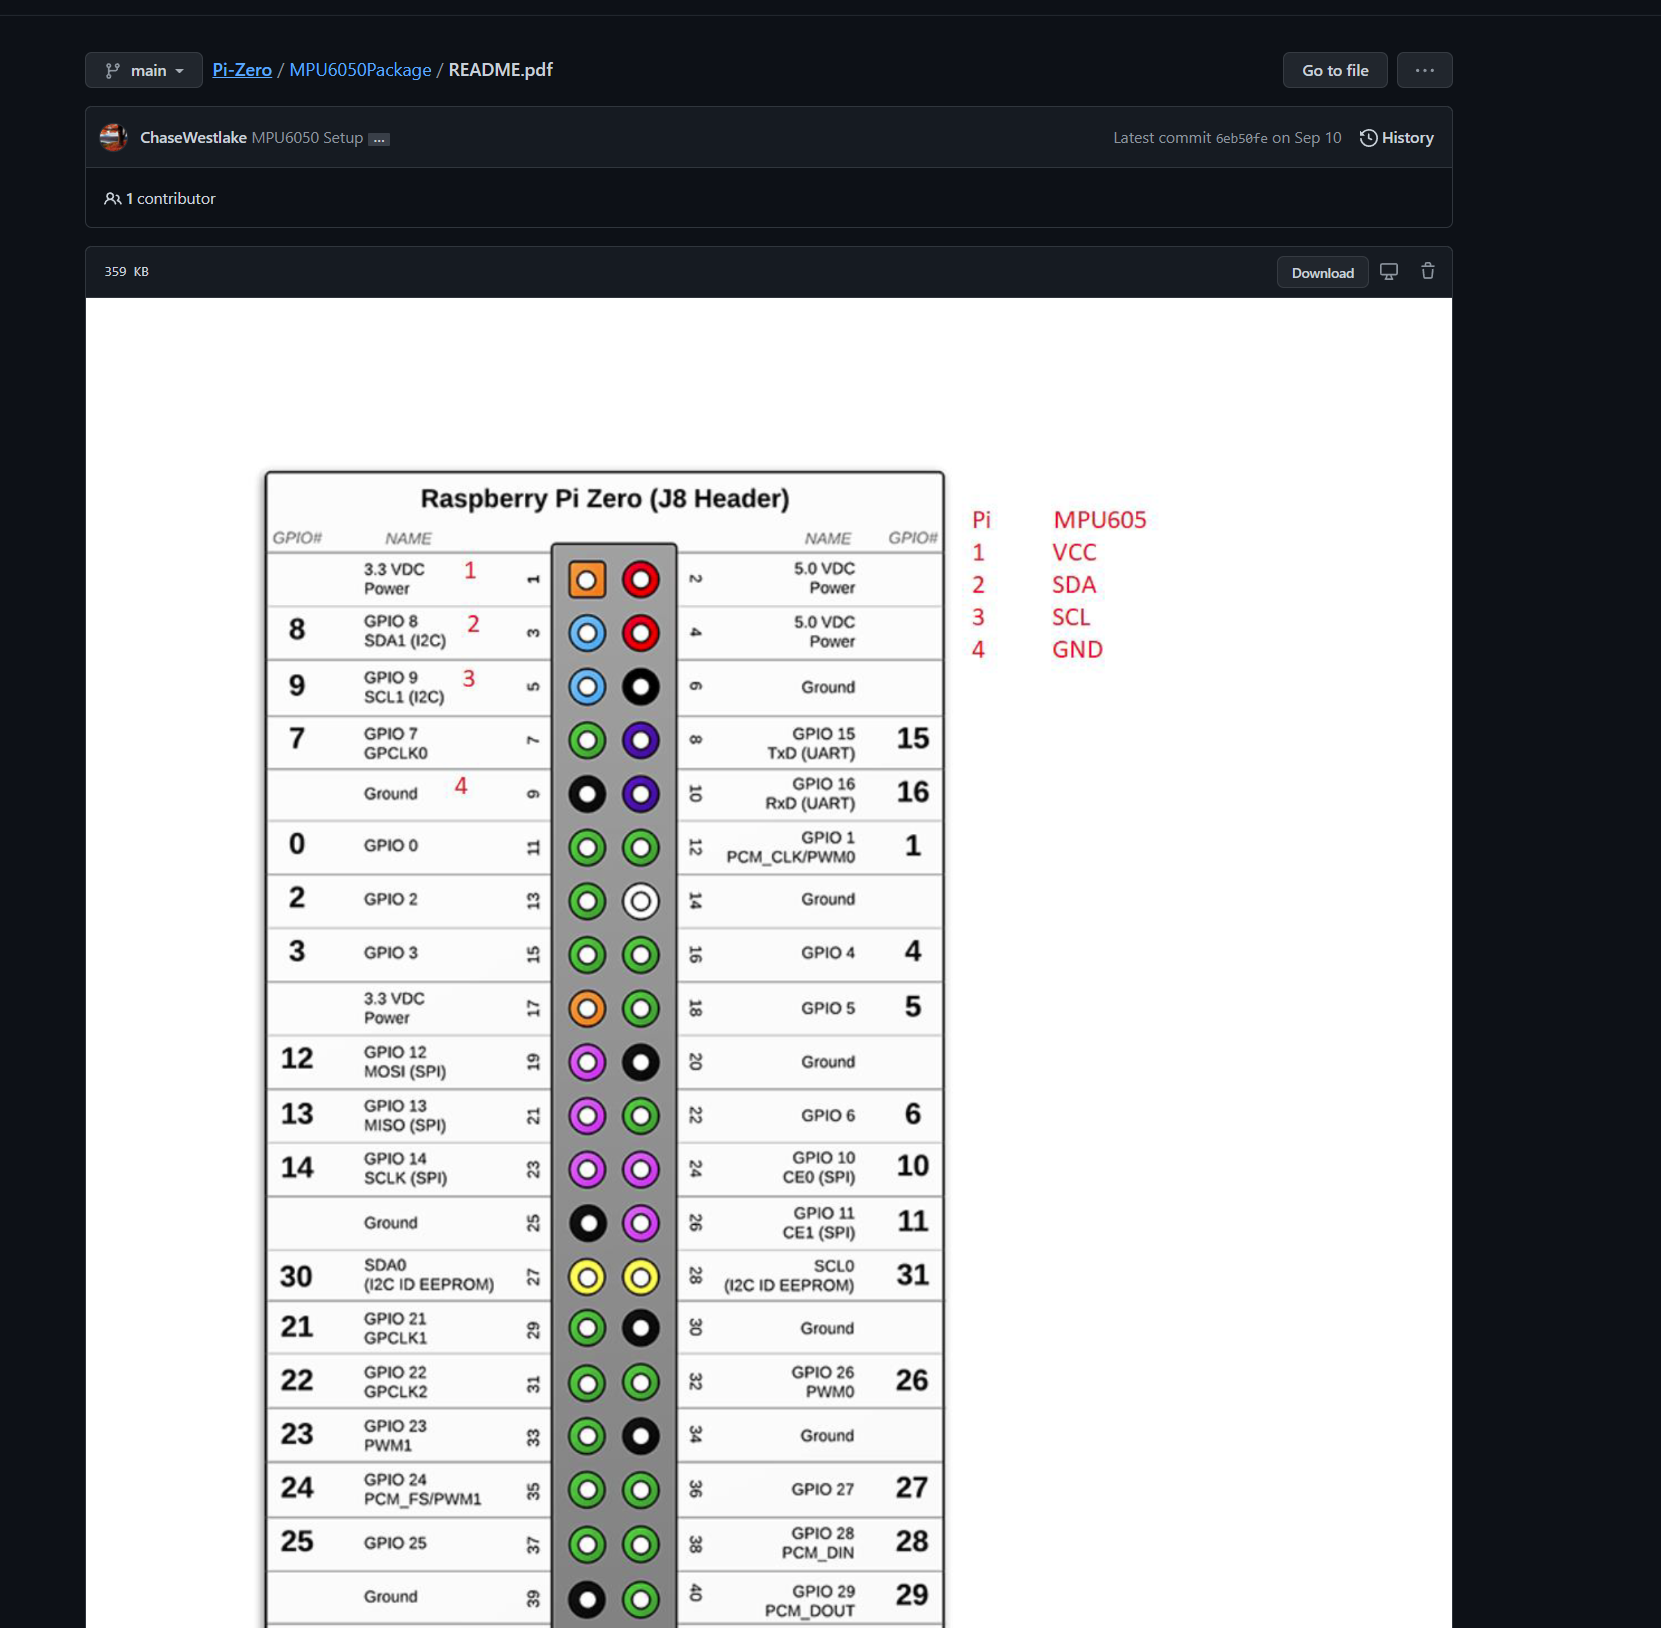 main
Pi-Zero / MPU6050Package / README.pdf
Go to file
...
ChaseWestlake MPU6050 Setup ...
Latest commit 6eb50fe on Sep 10
History
1 contributor
359 KB
Download
Raspberry Pi Zero (J8 Header)
GPIO# NAME NAME GPIO#
3.3 VDC
Power
1
1
2
5.0 VDC
Power
8
GPIO 8
SDA1 (I2C)
2
3
4
5.0 VDC
Power
9
GPIO 9
SCL1 (I2C)
3
5
6
Ground
7
GPIO 7
GPCLK0
7
8
GPIO 15
TxD (UART)
15
Ground
4
9
10
GPIO 16
RxD (UART)
16
0
GPIO 0
11
12
GPIO 1
PCM_CLK/PWM0
1
2
GPIO 2
13
14
Ground
3
GPIO 3
15
16
GPIO 4
4
3.3 VDC
Power
17
18
GPIO 5
5
12
GPIO 12
MOSI (SPI)
19
20
Ground
13
GPIO 13
MISO (SPI)
21
22
GPIO 6
6
14
GPIO 14
SCLK (SPI)
23
24
GPIO 10
CE0 (SPI)
10
Ground
25
26
GPIO 11
CE1 (SPI)
11
30
SDA0
(I2C ID EEPROM)
27
28
SCL0
(I2C ID EEPROM)
31
21
GPIO 21
GPCLK1
29
30
Ground
22
GPIO 22
GPCLK2
31
32
GPIO 26
PWM0
26
23
GPIO 23
PWM1
33
34
Ground
24
GPIO 24
PCM_FS/PWM1
35
36
GPIO 27
27
25
GPIO 25
37
38
GPIO 28
PCM_DIN
28
Ground
39
40
GPIO 29
PCM_DOUT
29
Pi MPU605
1 VCC
2 SDA
3 SCL
4 GND